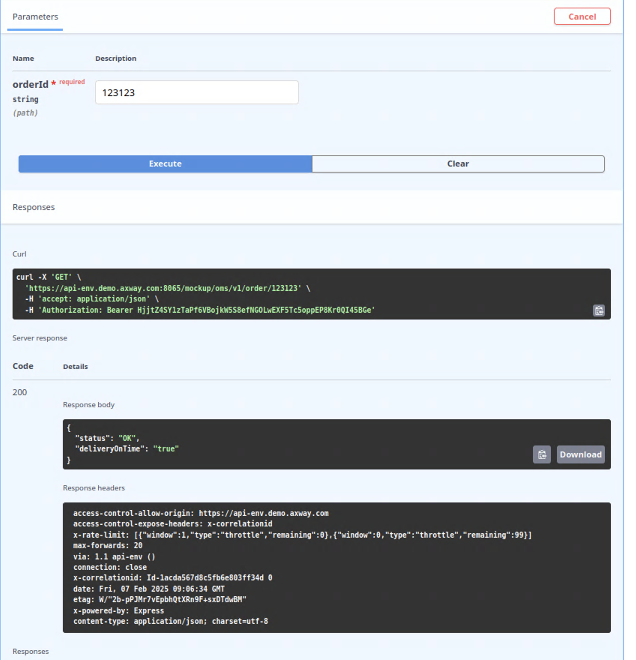 Parameters
Cancel
Name Description
orderId * required
string
(path)
123123
Execute Clear
Responses
Curl
curl -X 'GET' \
'https://api-env.demo.axway.com:8065/mockup/oms/v1/order/123123' \
-H 'accept: application/json' \
-H 'Authorization: Bearer HjjtZ4SY1zTaPf6VBojkW5S8efNGOLwEXF5Tc5oppEP8Kr0QI45BGe'
Server response
Code Details
200
Response body
{
"status": "OK",
"deliveryOnTime": "true"
}
Download
Response headers
access-control-allow-origin: https://api-env.demo.axway.com
access-control-expose-headers: x-correlationid
x-rate-limit: [{"window":1,"type":"throttle","remaining":0},{"window":0,"type":"throttle","remaining":99}]
max-forwards: 20
via: 1.1 api-env ()
connection: close
x-correlationid: Id-1acda567d8c5fb6e803ff34d 0
date: Fri, 07 Feb 2025 09:06:34 GMT
etag: W/"2b-pPJMr7vEpbhQtXRn9F+sxDTdwBM"
x-powered-by: Express
content-type: application/json; charset=utf-8
Responses